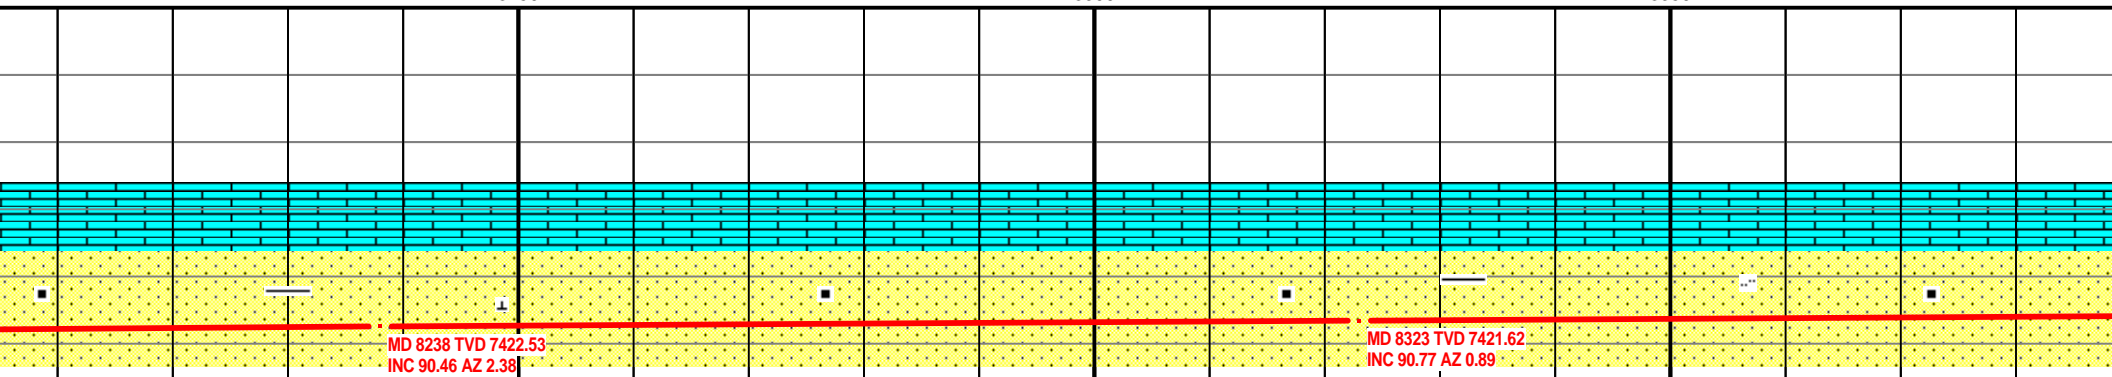 MD 8238 TVD 7422.53
INC 90.46 AZ 2.38
MD 8323 TVD 7421.62
INC 90.77 AZ 0.89